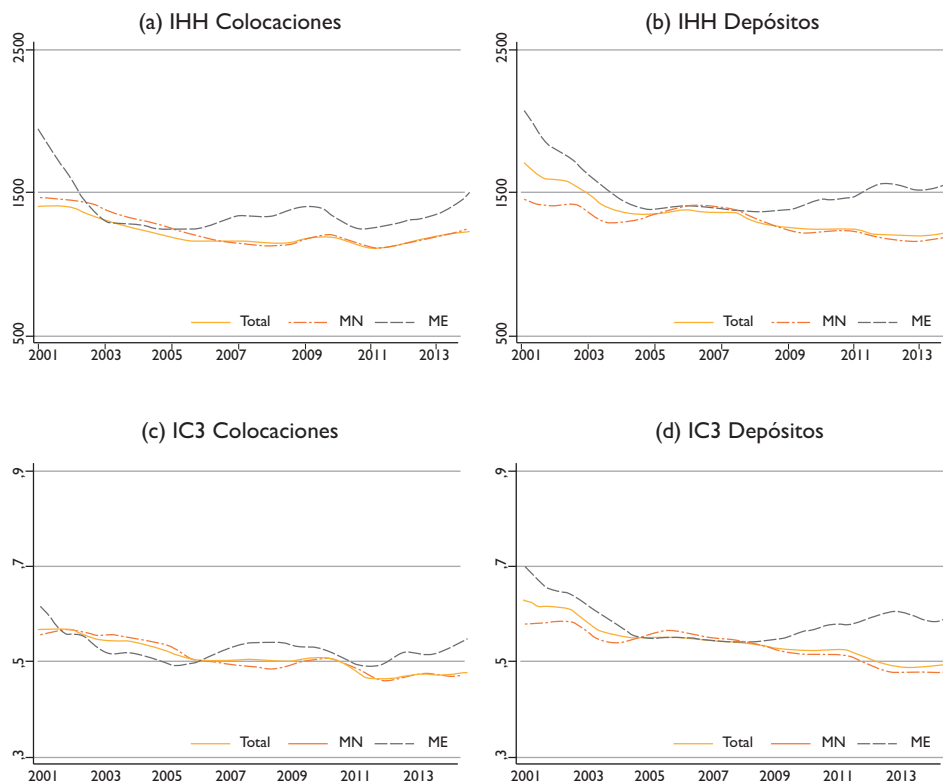 (a) IHH Colocaciones
2500
1500
500
Total MN ME
2001 2003 2005 2007 2009 2011 2013
(b) IHH Depósitos
2500
1500
500
Total MN ME
2001 2003 2005 2007 2009 2011 2013
(c) IC3 Colocaciones
,9
,7
,5
,3
Total MN ME
2001 2003 2005 2007 2009 2011 2013
(d) IC3 Depósitos
,9
,7
,5
,3
Total MN ME
2001 2003 2005 2007 2009 2011 2013